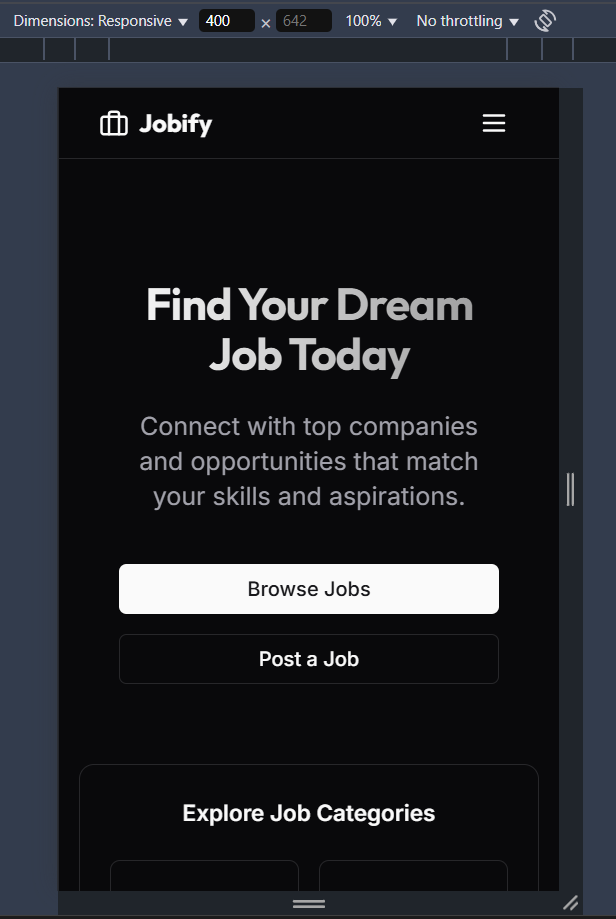 Dimensions: Responsive 400 × 642 100% No throttling
Jobify
Find Your Dream
Job Today
Connect with top companies
and opportunities that match
your skills and aspirations.
Browse Jobs
Post a Job
Explore Job Categories